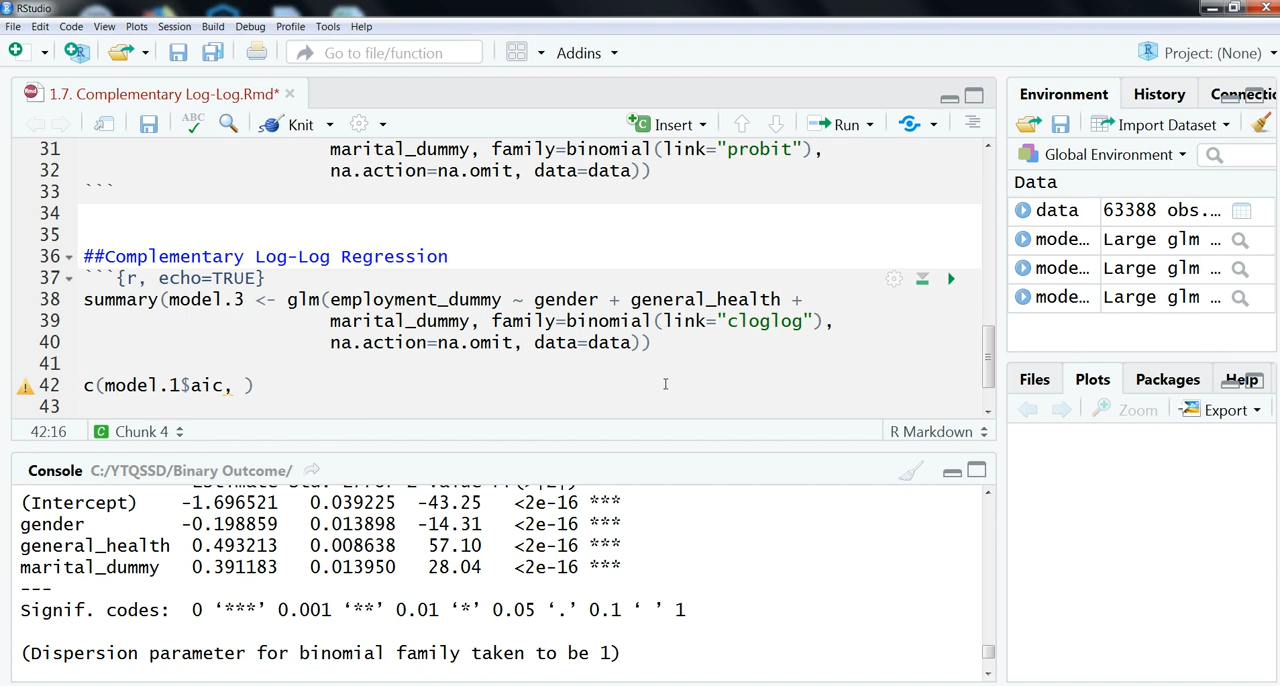 RStudio
File Edit Code View Plots Session Build Debug Profile Tools Help
Go to file/function Addins Project: (None)
1.7. Complementary Log-Log.Rmd*
ABC Knit Insert Run
31 marital_dummy, family=binomial(link="probit"),
32 na.action=na.omit, data=data))
33 ```
34
35
36 ##Complementary Log-Log Regression
37 ```{r, echo=TRUE}
38 summary(model.3 <- glm(employment_dummy ~ gender + general_health +
39 marital_dummy, family=binomial(link="cloglog"),
40 na.action=na.omit, data=data))
41
42 c(model.1$aic, )
43
42:16 Chunk 4 R Markdown
Console C:/YTQSSD/Binary Outcome/
(Intercept) -1.696521 0.039225 -43.25 <2e-16 ***
gender -0.198859 0.013898 -14.31 <2e-16 ***
general_health 0.493213 0.008638 57.10 <2e-16 ***
marital_dummy 0.391183 0.013950 28.04 <2e-16 ***
---
Signif. codes: 0 ‘***’ 0.001 ‘**’ 0.01 ‘*’ 0.05 ‘.’ 0.1 ‘ ’ 1
(Dispersion parameter for binomial family taken to be 1)
Environment History
Import Dataset
Global Environment
Data
data 63388 obs.…
mode… Large glm …
mode… Large glm …
mode… Large glm …
Files Plots Packages Help
Zoom Export